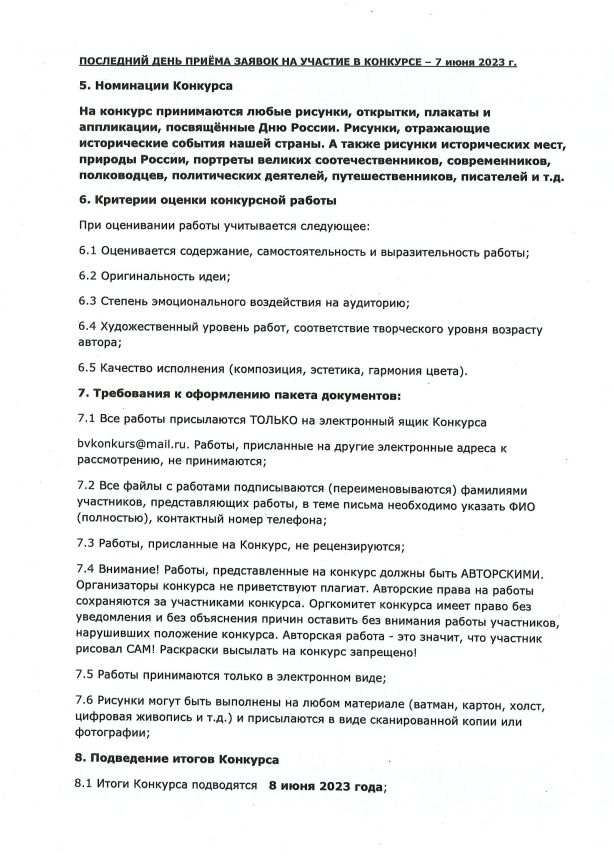 ПОСЛЕДНИЙ ДЕНЬ ПРИЁМА ЗАЯВОК НА УЧАСТИЕ В КОНКУРСЕ – 7 июня 2023 г.
5. Номинации Конкурса
На конкурс принимаются любые рисунки, открытки, плакаты и
аппликации, посвящённые Дню России. Рисунки, отражающие
исторические события нашей страны. А также рисунки исторических мест,
природы России, портреты великих соотечественников, современников,
полководцев, политических деятелей, путешественников, писателей и т.д.
6. Критерии оценки конкурсной работы
При оценивании работы учитывается следующее:
6.1 Оценивается содержание, самостоятельность и выразительность работы;
6.2 Оригинальность идеи;
6.3 Степень эмоционального воздействия на аудиторию;
6.4 Художественный уровень работ, соответствие творческого уровня возрасту
автора;
6.5 Качество исполнения (композиция, эстетика, гармония цвета).
7. Требования к оформлению пакета документов:
7.1 Все работы присылаются ТОЛЬКО на электронный ящик Конкурса
bvkonkurs@mail.ru. Работы, присланные на другие электронные адреса к
рассмотрению, не принимаются;
7.2 Все файлы с работами подписываются (переименовываются) фамилиями
участников, представляющих работы, в теме письма необходимо указать ФИО
(полностью), контактный номер телефона;
7.3 Работы, присланные на Конкурс, не рецензируются;
7.4 Внимание! Работы, представленные на конкурс должны быть АВТОРСКИМИ.
Организаторы конкурса не приветствуют плагиат. Авторские права на работы
сохраняются за участниками конкурса. Оргкомитет конкурса имеет право без
уведомления и без объяснения причин оставить без внимания работы участников,
нарушивших положение конкурса. Авторская работа - это значит, что участник
рисовал САМ! Раскраски высылать на конкурс запрещено!
7.5 Работы принимаются только в электронном виде;
7.6 Рисунки могут быть выполнены на любом материале (ватман, картон, холст,
цифровая живопись и т.д.) и присылаются в виде сканированной копии или
фотографии;
8. Подведение итогов Конкурса
8.1 Итоги Конкурса подводятся 8 июня 2023 года;